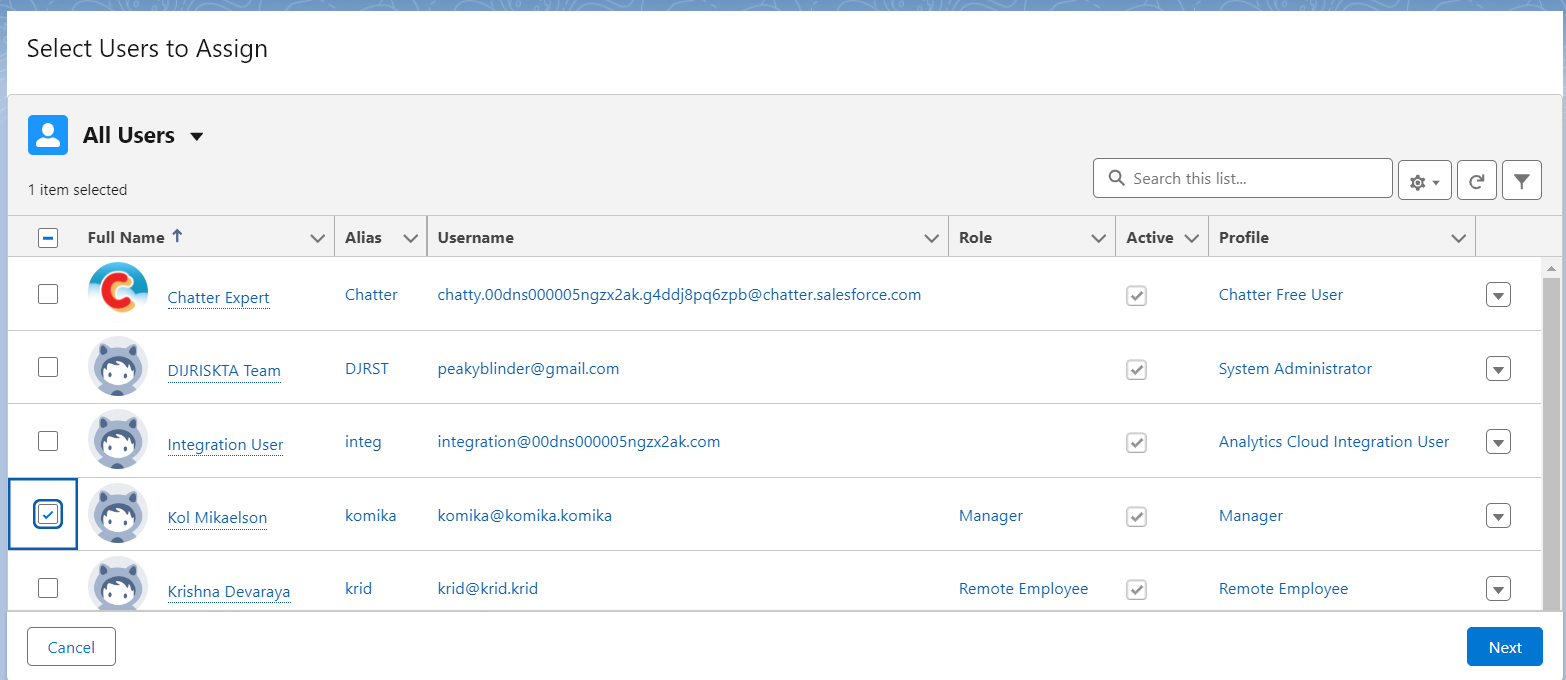 Select Users to Assign
All Users
1 item selected
Search this list...
Full Name Alias Username Role Active Profile
Chatter Expert Chatter chatty.00dns000005ngzx2ak.g4ddj8pq6zpb@chatter.salesforce.com Chatter Free User
DIJRISKTA Team DJRST peakyblinder@gmail.com System Administrator
Integration User integ integration@00dns000005ngzx2ak.com Analytics Cloud Integration User
Kol Mikaelson komika komika@komika.komika Manager Manager
Krishna Devaraya krid krid@krid.krid Remote Employee Remote Employee
Cancel Next